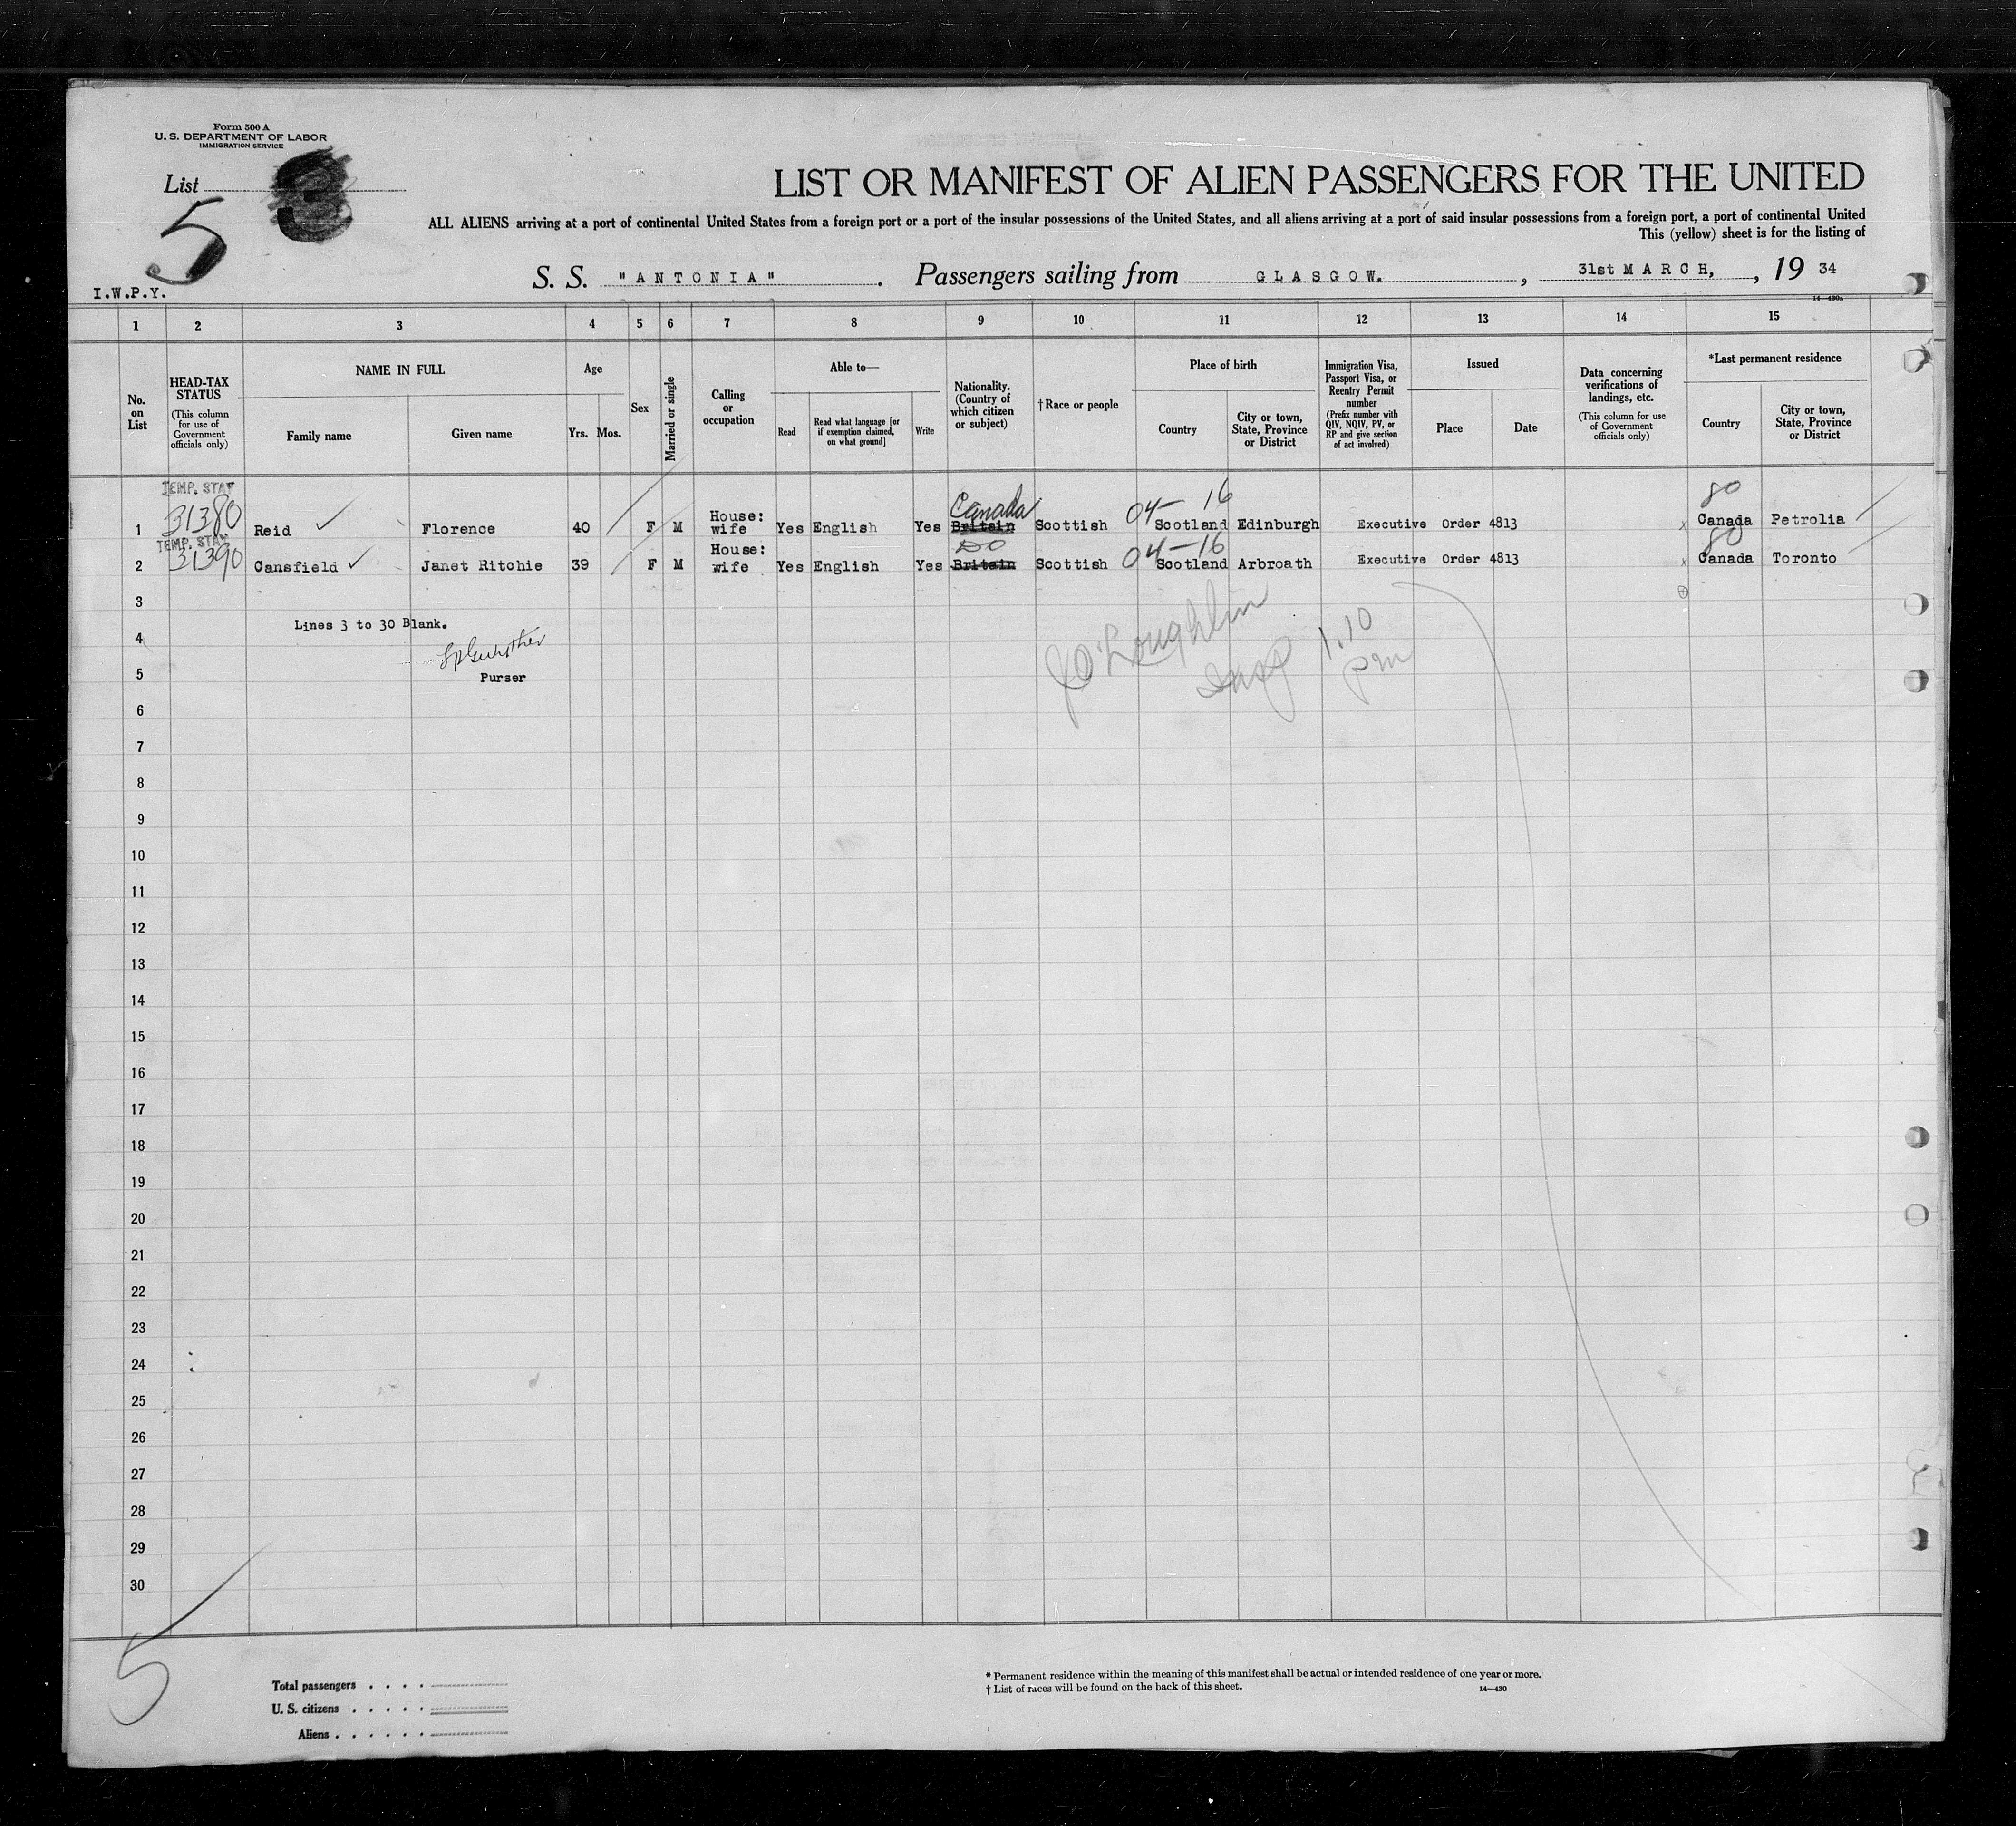 Form 500 A
U. S. DEPARTMENT OF LABOR
IMMIGRATION SERVICE
List
3
5
I.W.P.Y.
LIST OR MANIFEST OF ALIEN PASSENGERS FOR THE UNITED
ALL ALIENS arriving at a port of continental United States from a foreign port or a port of the insular possessions of the United States, and all aliens arriving at a port of said insular possessions from a foreign port, a port of continental United
This (yellow) sheet is for the listing of
S. S. "ANTONIA". Passengers sailing from GLASGOW., 31st MARCH, , 19 34
14—430a
1 2 3 4 5 6 7 8 9 10 11 12 13 14 15
No. on List
HEAD-TAX STATUS
(This column for use of Government officials only)
NAME IN FULL
Family name
Given name
Age
Yrs. Mos.
Sex
Married or single
Calling or occupation
Able to—
Read
Read what language [or if exemption claimed, on what ground]
Write
Nationality. (Country of which citizen or subject)
†Race or people
Place of birth
Country
City or town, State, Province or District
Immigration Visa, Passport Visa, or Reentry Permit number
(Prefix number with QIV, NQIV, PV, or RP and give section of act involved)
Issued
Place
Date
Data concerning verifications of landings, etc.
(This column for use of Government officials only)
*Last permanent residence
Country
City or town, State, Province or District
TEMP. STAY
31380 Canada 04— 16 80
1 Reid Florence 40 F M House: wife Yes English Yes Britain Scottish Scotland Edinburgh Executive Order 4813 x Canada Petrolia
TEMP. STAY
31390 Do 04—16 80
2 Cansfield Janet Ritchie 39 F M House: wife Yes English Yes Britain Scottish Scotland Arbroath Executive Order 4813 x Canada Toronto
3
Lines 3 to 30 Blank.
4
O'Loughlin
Insp 1.10 pm
5
Purser
6
7
8
9
10
11
12
13
14
15
16
17
18
19
20
21
22
23
24
25
26
27
28
29
30
5
Total passengers . . . .
U. S. citizens . . . . .
Aliens . . . . . .
* Permanent residence within the meaning of this manifest shall be actual or intended residence of one year or more.
† List of races will be found on the back of this sheet.
14—430